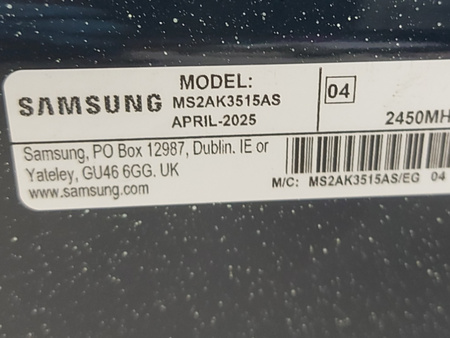 MODEL:
SAMSUNG MS2AK3515AS
APRIL-2025
04
2450MH
Samsung, PO Box 12987, Dublin. IE or
Yateley, GU46 6GG. UK
www.samsung.com
M/C: MS2AK3515AS/EG 04